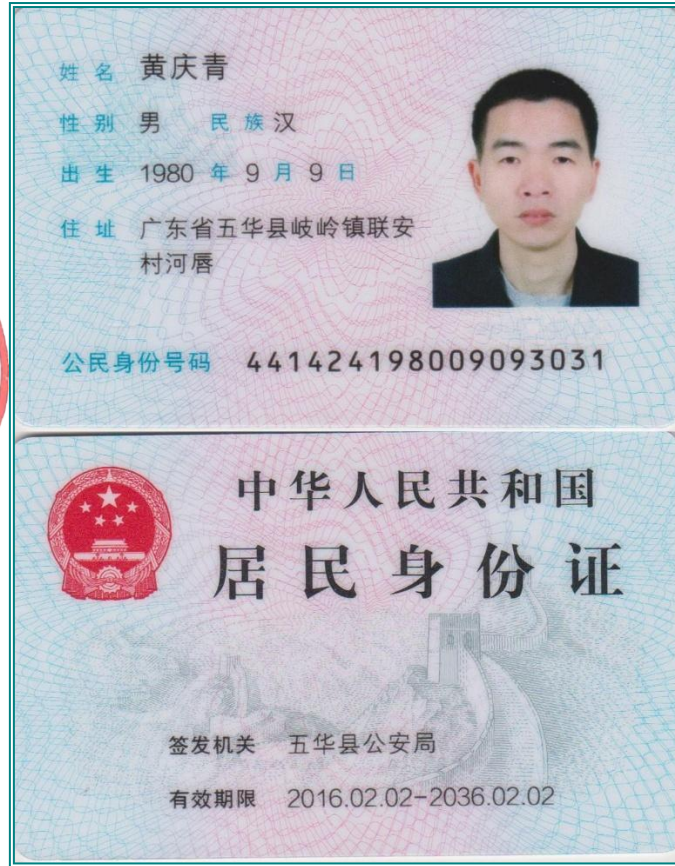 姓名 黄庆青
性别 男 民族 汉
出生 1980 年 9 月 9 日
住址 广东省五华县岐岭镇联安
村河唇
公民身份号码 441424198009093031
中华人民共和国
居民身份证
签发机关 五华县公安局
有效期限 2016.02.02-2036.02.02